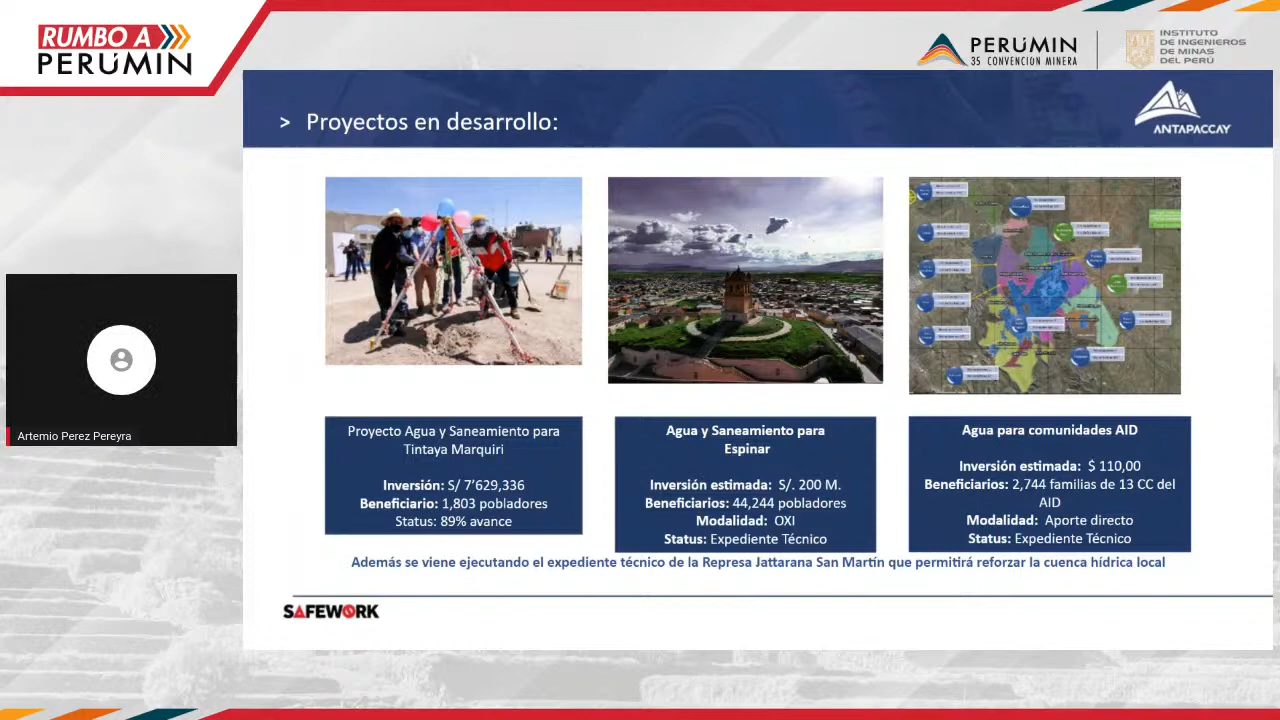 RUMBO A
PERÚMIN
PERÚMIN
35 CONVENCIÓN MINERA
INSTITUTO
DE INGENIEROS
DE MINAS
DEL PERÚ
> Proyectos en desarrollo:
ANTAPACCAY
Artemio Perez Pereyra
Proyecto Agua y Saneamiento para
Tintaya Marquiri
Inversión: S/ 7'629,336
Beneficiario: 1,803 pobladores
Status: 89% avance
Agua y Saneamiento para
Espinar
Inversión estimada: S/. 200 M.
Beneficiarios: 44,244 pobladores
Modalidad: OXI
Status: Expediente Técnico
Agua para comunidades AID
Inversión estimada: $ 110,00
Beneficiarios: 2,744 familias de 13 CC del
AID
Modalidad: Aporte directo
Status: Expediente Técnico
Además se viene ejecutando el expediente técnico de la Represa Jattarana San Martín que permitirá reforzar la cuenca hídrica local
SAFEWORK